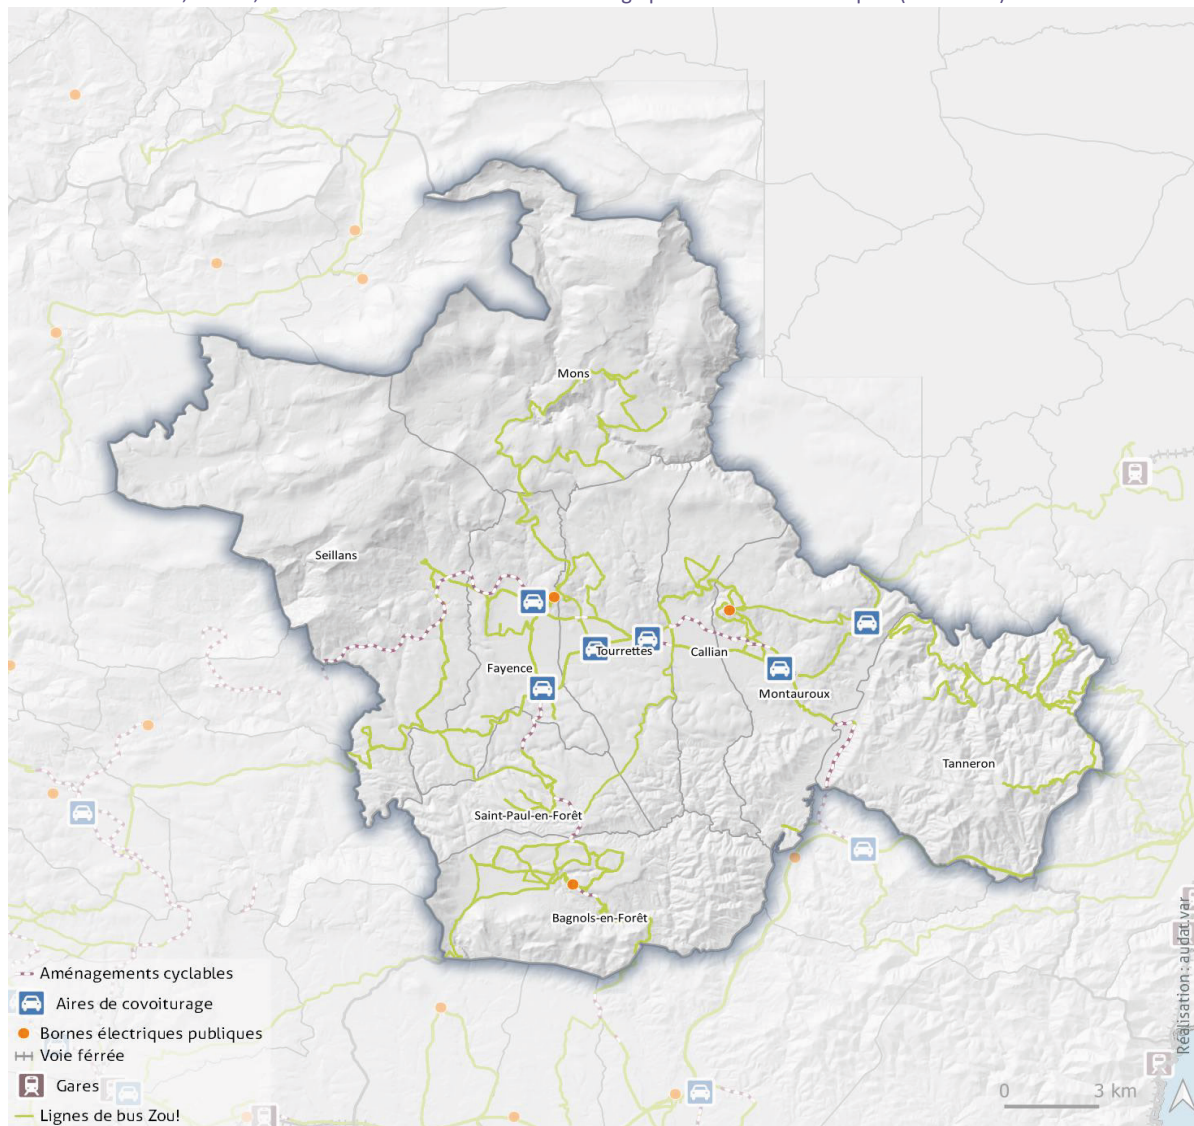 Mons
Seillans
Tourrettes
Callian
Fayence
Montauroux
Tanneron
Saint-Paul-en-Forêt
Bagnols-en-Forêt
Aménagements cyclables
Aires de covoiturage
Bornes électriques publiques
Voie férrée
Gares
Lignes de bus Zou!
0 3 km
Réalisation : audat.var